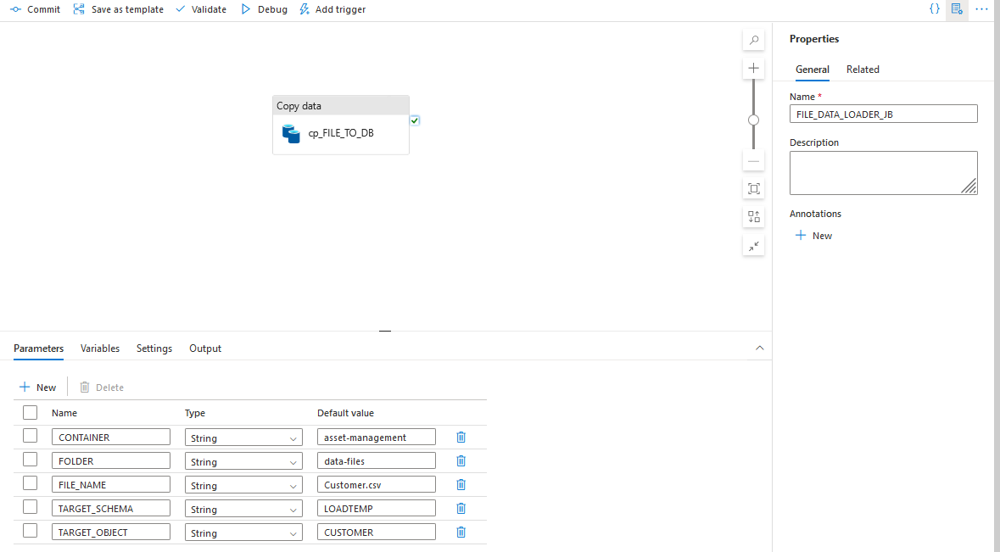 Commit Save as template Validate Debug Add trigger {} ...
Copy data
cp_FILE_TO_DB
Properties
General Related
Name *
FILE_DATA_LOADER_JB
Description
Annotations
New
Parameters Variables Settings Output
New Delete
Name Type Default value
CONTAINER String asset-management
FOLDER String data-files
FILE_NAME String Customer.csv
TARGET_SCHEMA String LOADTEMP
TARGET_OBJECT String CUSTOMER